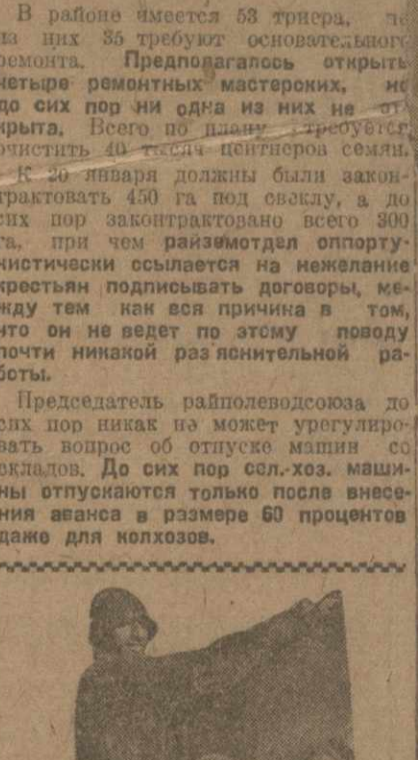 В районе имеется 53 триера, но
из них 35 требуют основательного
ремонта. Предполагалось открыть
четыре ремонтных мастерских, но
до сих пор ни одна из них не от-
крыта. Всего по плану требуется
очистить 40 тысяч центнеров семян.
К 20 января должны были закон-
трактовать 450 га под свеклу, а до
сих пор законтрактовано всего 300
га, при чем райземотдел оппорту-
нистически ссылается на нежелание
крестьян подписывать договоры, ме-
жду тем как вся причина в том,
что он не ведет по этому поводу
почти никакой раз'яснительной ра-
боты.
Председатель райполеводсоюза до
сих пор никак не может урегулиро-
вать вопрос об отпуске машин со
складов. До сих пор сел.-хоз. маши-
ны отпускаются только после внесе-
ния аванса в размере 60 процентов
даже для колхозов.